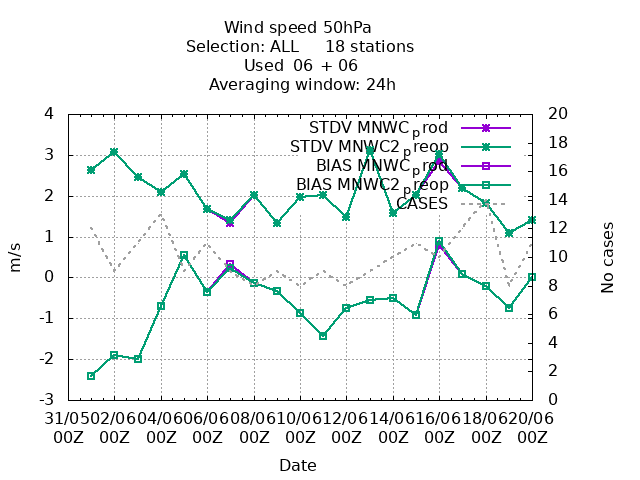 Wind speed 50hPa
Selection: ALL 18 stations
Used 06 + 06
Averaging window: 24h
4
3
2
1
0
-1
-2
-3
20
18
16
14
12
10
8
6
4
2
0
m/s
No cases
STDV MNWC_prod
STDV MNWC2_preop
BIAS MNWC_prod
BIAS MNWC2_preop
CASES
31/05 02/06 04/06 06/06 08/06 10/06 12/06 14/06 16/06 18/06 20/06
00Z 00Z 00Z 00Z 00Z 00Z 00Z 00Z 00Z 00Z 00Z
Date